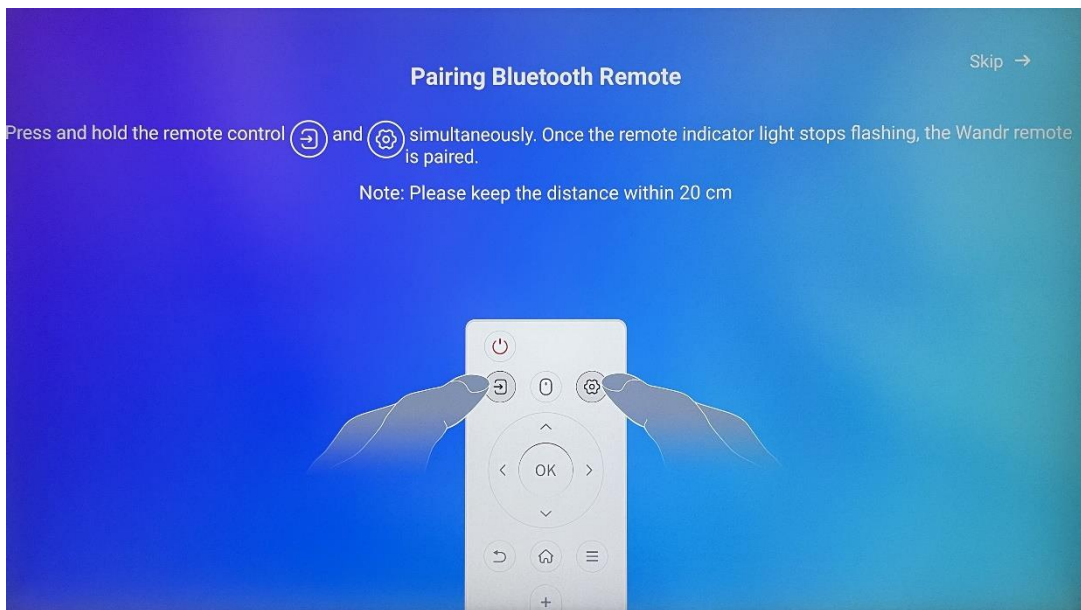 Skip →
Pairing Bluetooth Remote
Press and hold the remote control and simultaneously. Once the remote indicator light stops flashing, the Wandr remote
is paired.
Note: Please keep the distance within 20 cm
OK
+